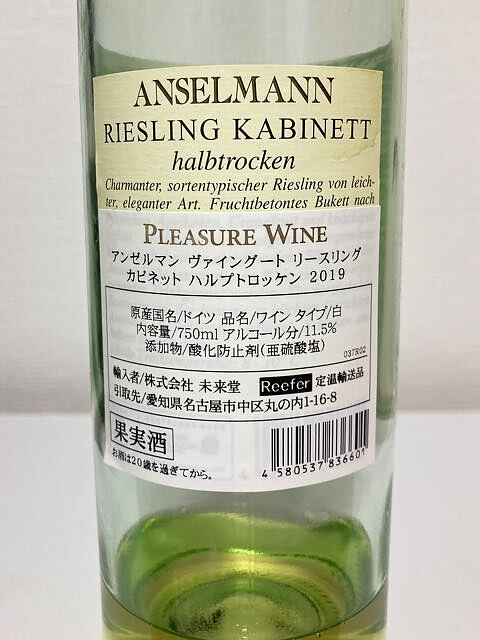 ANSELMANN
RIESLING KABINETT
halbtrocken
Charmanter, sortentypischer Riesling von leich-
ter, eleganter Art. Fruchtbetontes Bukett nach
PLEASURE WINE
アンゼルマン ヴァイングート リースリング
カビネット ハルプトロッケン 2019
原産国名/ドイツ 品名/ワイン タイプ/白
内容量/750ml アルコール分/11.5%
添加物/酸化防止剤(亜硫酸塩)
037R02
輸入者/株式会社 未来堂 Reefer 定温輸送品
引取先/愛知県名古屋市中区丸の内1-16-8
果実酒
お酒は20歳を過ぎてから。
4 580537 836601